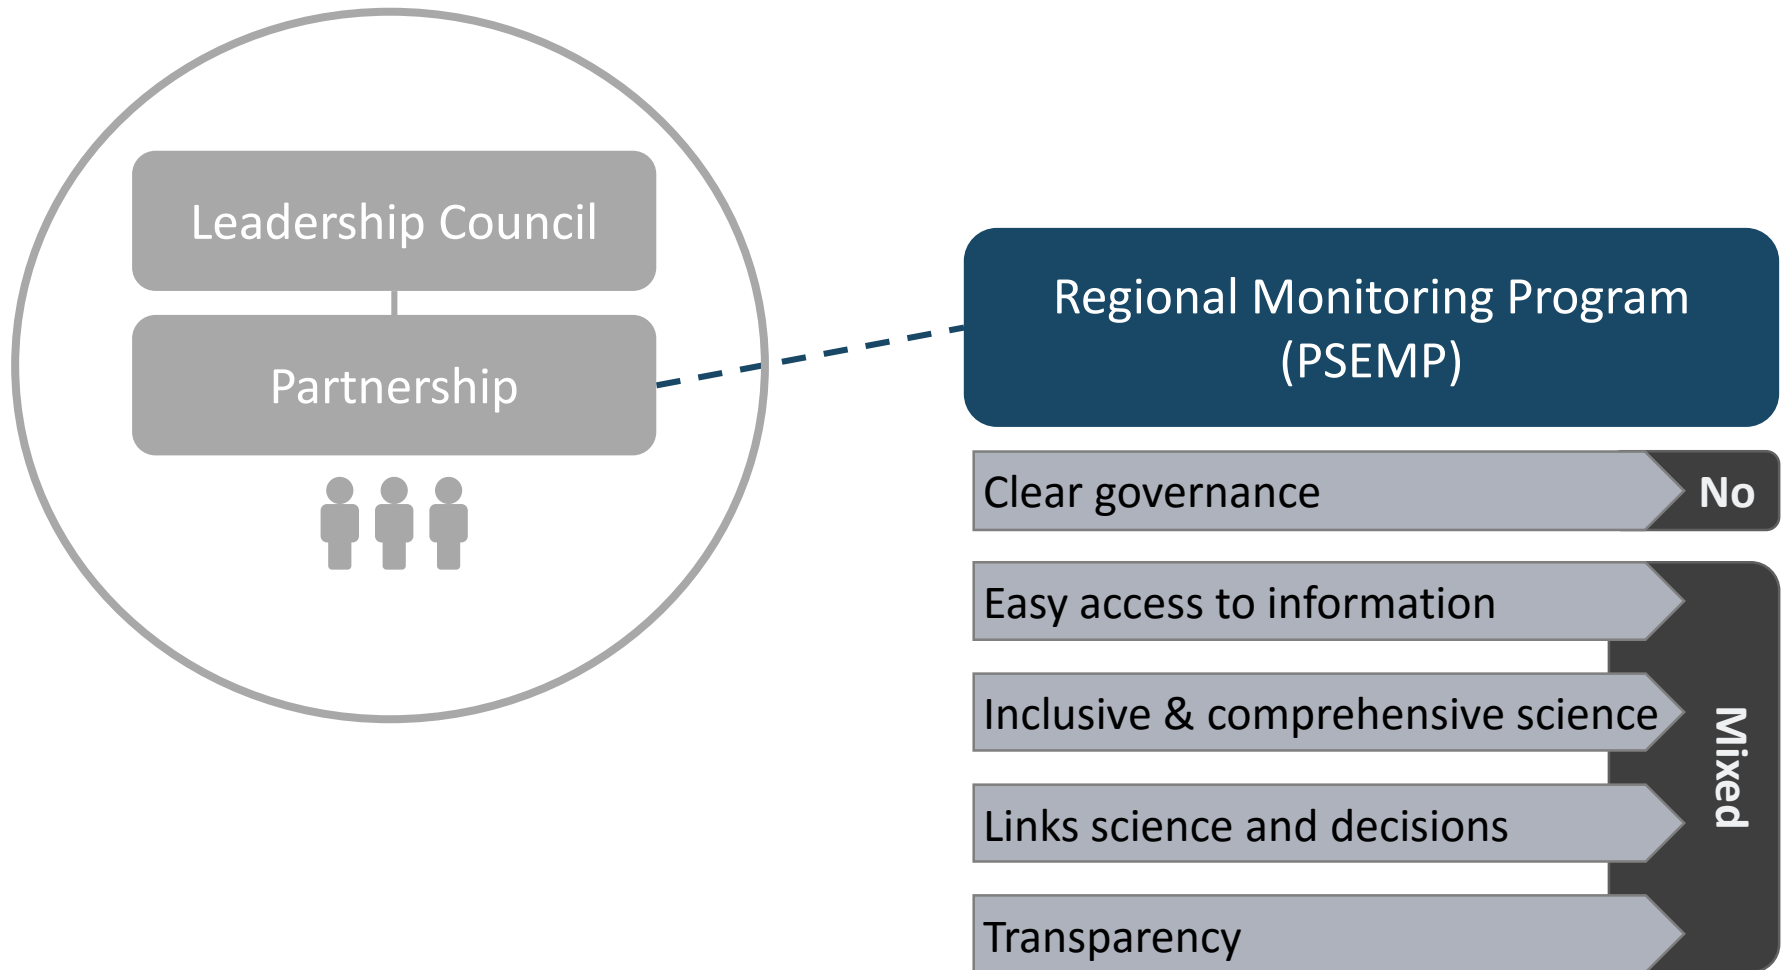 Leadership Council
Partnership
Regional Monitoring Program
(PSEMP)
Clear governance
No
Easy access to information
Inclusive & comprehensive science
Links science and decisions
Transparency
Mixed